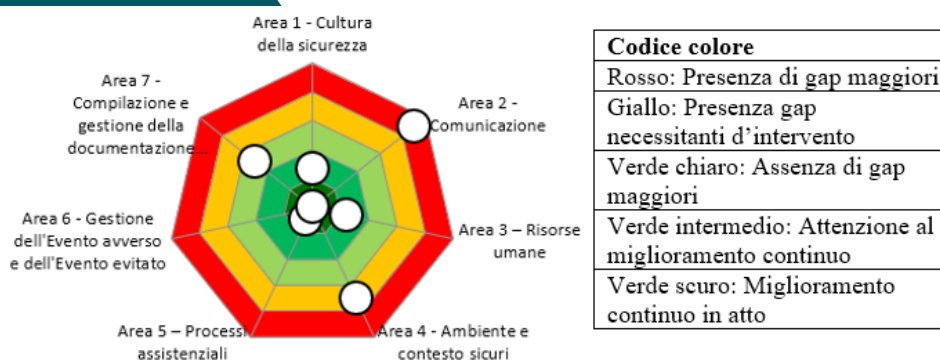 Area 1 - Cultura
della sicurezza
Area 2 -
Comunicazione
Area 3 – Risorse
umane
Area 4 - Ambiente e
contesto sicuri
Area 5 – Processi
assistenziali
Area 6 - Gestione
dell'Evento avverso
e dell'Evento evitato
Area 7 -
Compilazione e
gestione della
documentazione...
Codice colore
Rosso: Presenza di gap maggiori
Giallo: Presenza gap
necessitanti d’intervento
Verde chiaro: Assenza di gap
maggiori
Verde intermedio: Attenzione al
miglioramento continuo
Verde scuro: Miglioramento
continuo in atto